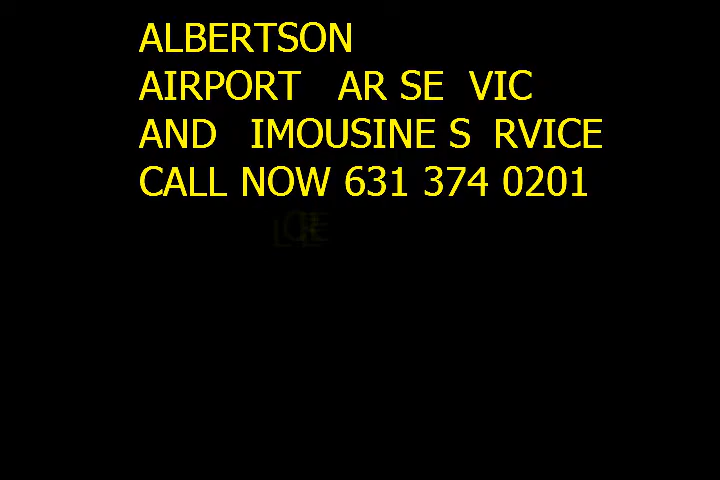 ALBERTSON
AIRPORT AR SE VIC
AND IMOUSINE S RVICE
CALL NOW 631 374 0201